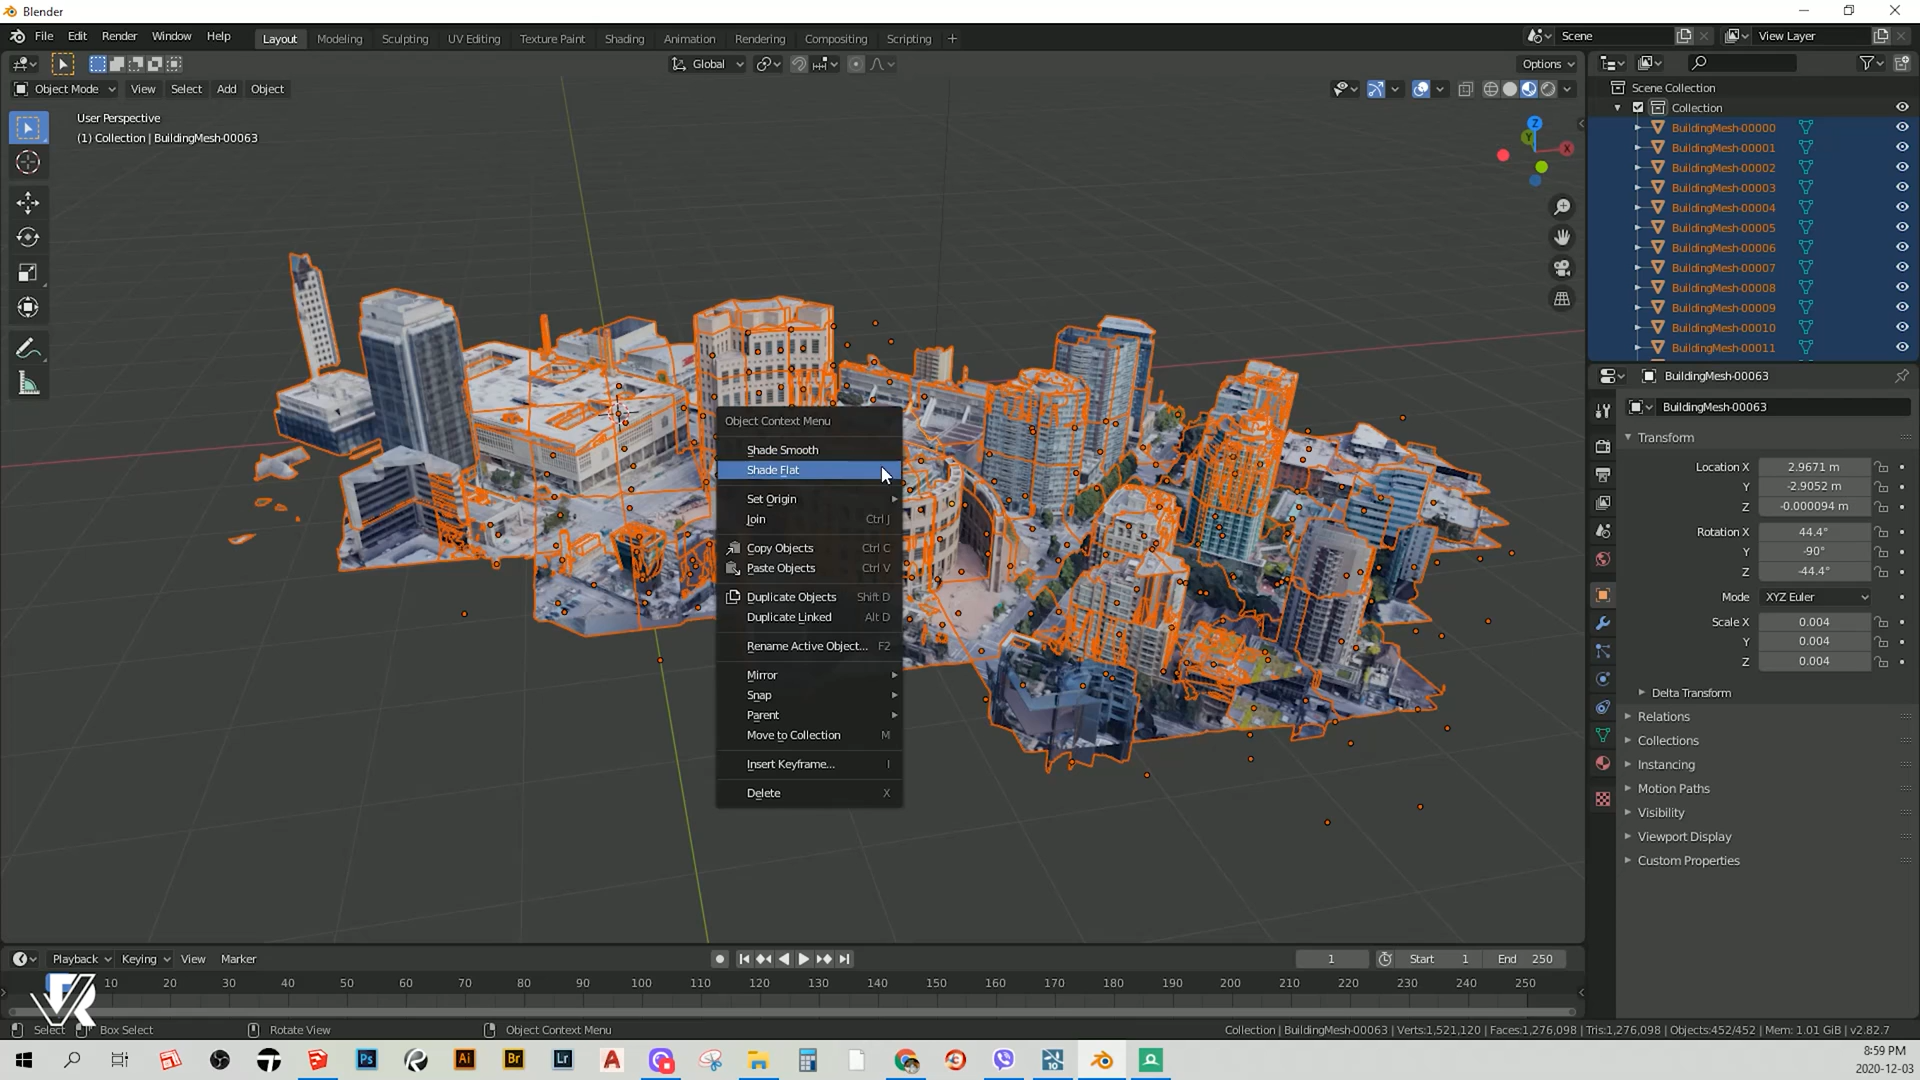 Blender
File Edit Render Window Help
Layout Modeling Sculpting UV Editing Texture Paint Shading Animation Rendering Compositing Scripting +
Scene View Layer
Global
Options
Object Mode View Select Add Object
User Perspective
(1) Collection | BuildingMesh-00063
Z
Y
X
Scene Collection
Collection
BuildingMesh-00000
BuildingMesh-00001
BuildingMesh-00002
BuildingMesh-00003
BuildingMesh-00004
BuildingMesh-00005
BuildingMesh-00006
BuildingMesh-00007
BuildingMesh-00008
BuildingMesh-00009
BuildingMesh-00010
BuildingMesh-00011
BuildingMesh-00063
BuildingMesh-00063
Transform
Location X 2.9671 m
Y -2.9052 m
Z -0.000094 m
Rotation X 44.4°
Y -90°
Z -44.4°
Mode XYZ Euler
Scale X 0.004
Y 0.004
Z 0.004
Delta Transform
Relations
Collections
Instancing
Motion Paths
Visibility
Viewport Display
Custom Properties
Object Context Menu
Shade Smooth
Shade Flat
Set Origin
Join Ctrl J
Copy Objects Ctrl C
Paste Objects Ctrl V
Duplicate Objects Shift D
Duplicate Linked Alt D
Rename Active Object... F2
Mirror
Snap
Parent
Move to Collection M
Insert Keyframe... I
Delete X
Playback Keying View Marker
1 Start 1 End 250
10 20 30 40 50 60 70 80 90 100 110 120 130 140 150 160 170 180 190 200 210 220 230 240 250
VR
Select Box Select Rotate View Object Context Menu
Collection | BuildingMesh-00063 | Verts:1,521,120 | Faces:1,276,098 | Tris:1,276,098 | Objects:452/452 | Mem: 1.01 GiB | v2.82.7
Ps Ai Br Lr A
10
8:59 PM
2020-12-03